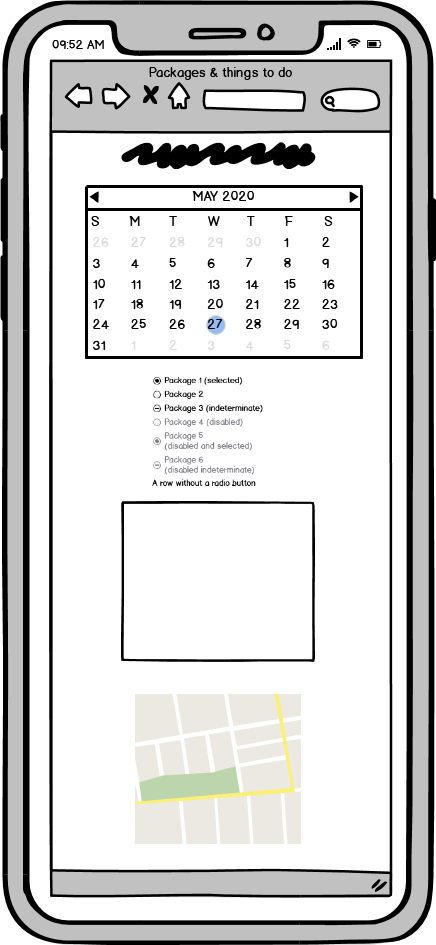 09:52 AM
Packages & things to do
MAY 2020
S M T W T F S
26 27 28 29 30 1 2
3 4 5 6 7 8 9
10 11 12 13 14 15 16
17 18 19 20 21 22 23
24 25 26 27 28 29 30
31 1 2 3 4 5 6
Package 1 (selected)
Package 2
Package 3 (indeterminate)
Package 4 (disabled)
Package 5
(disabled and selected)
Package 6
(disabled indeterminate)
A row without a radio button